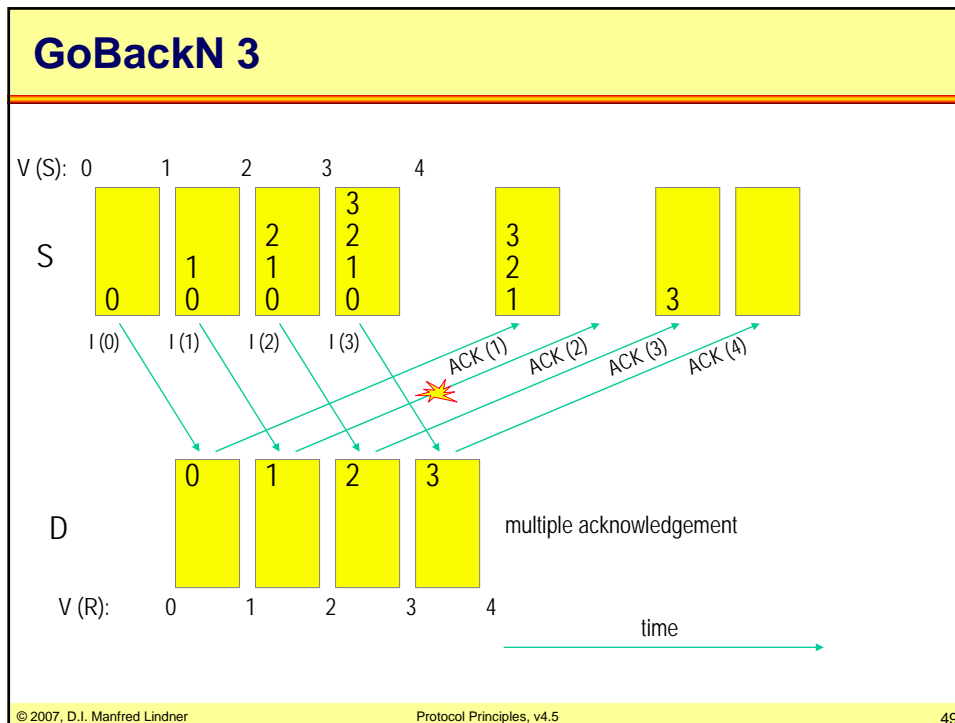 GoBackN 3
V (S): 0 1 2 3 4
3
2 2 3
S 1 1 1 2
0 0 0 0 1 3
I (0) I (1) I (2) I (3) ACK (1) ACK (2) ACK (3) ACK (4)
0 1 2 3
D multiple acknowledgement
V (R): 0 1 2 3 4
time
© 2007, D.I. Manfred Lindner Protocol Principles, v4.5 49